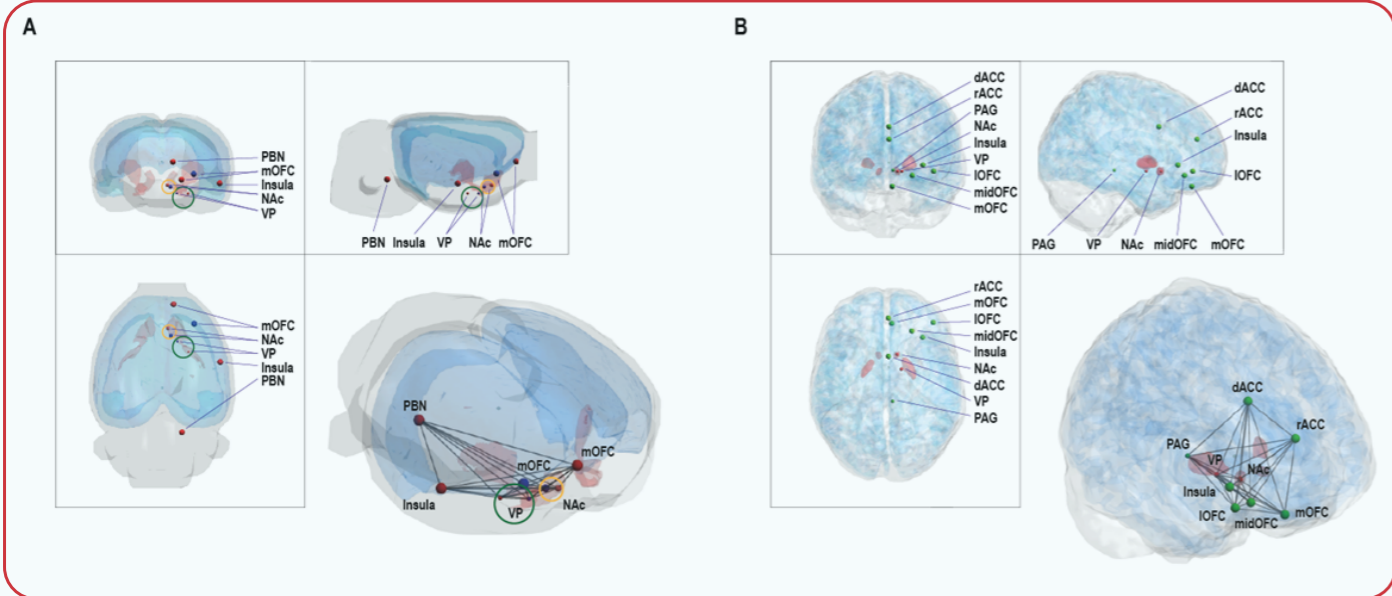 A
PBN
mOFC
Insula
NAc
VP
PBN Insula VP NAc mOFC
mOFC
NAc
VP
Insula
PBN
PBN
mOFC
mOFC
Insula
VP
NAc
B
dACC
rACC
PAG
NAc
Insula
VP
lOFC
midOFC
mOFC
dACC
rACC
Insula
lOFC
PAG VP NAc midOFC mOFC
rACC
mOFC
lOFC
midOFC
Insula
NAc
dACC
VP
PAG
dACC
rACC
PAG
VP
NAc
Insula
lOFC
midOFC
mOFC